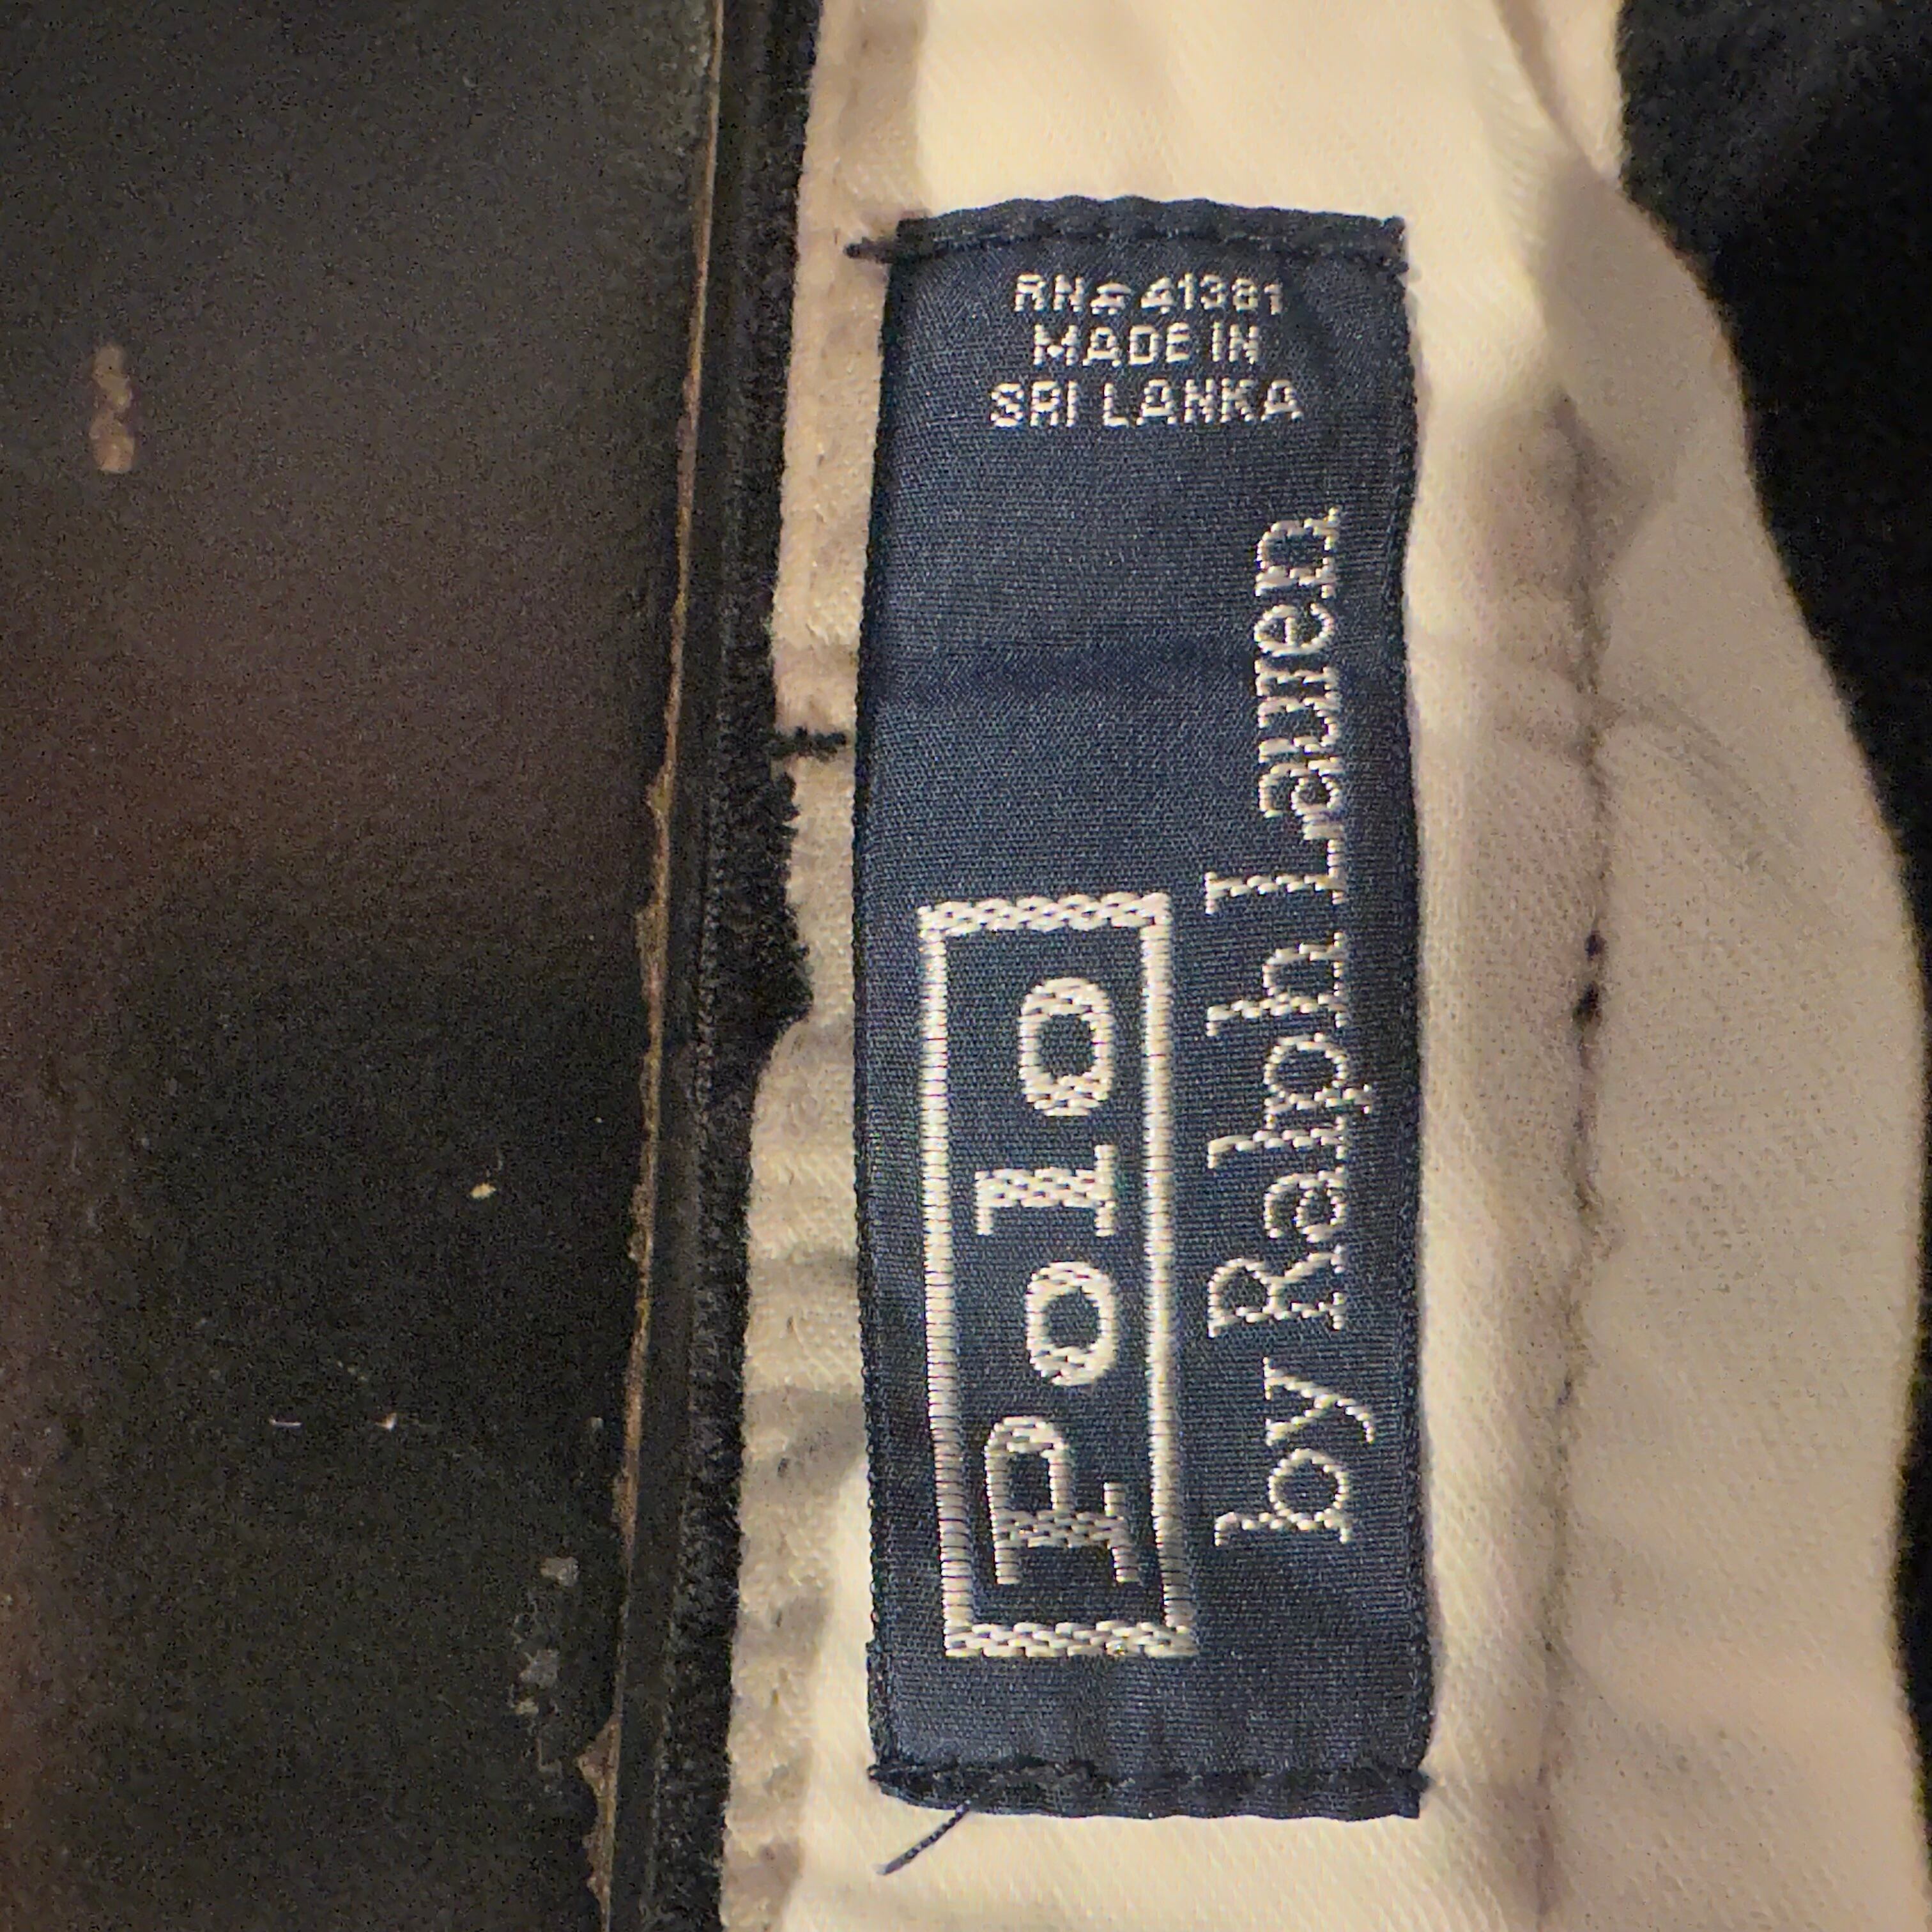 RN# 41381
MADE IN
SRI LANKA
Polo
by Ralph Lauren